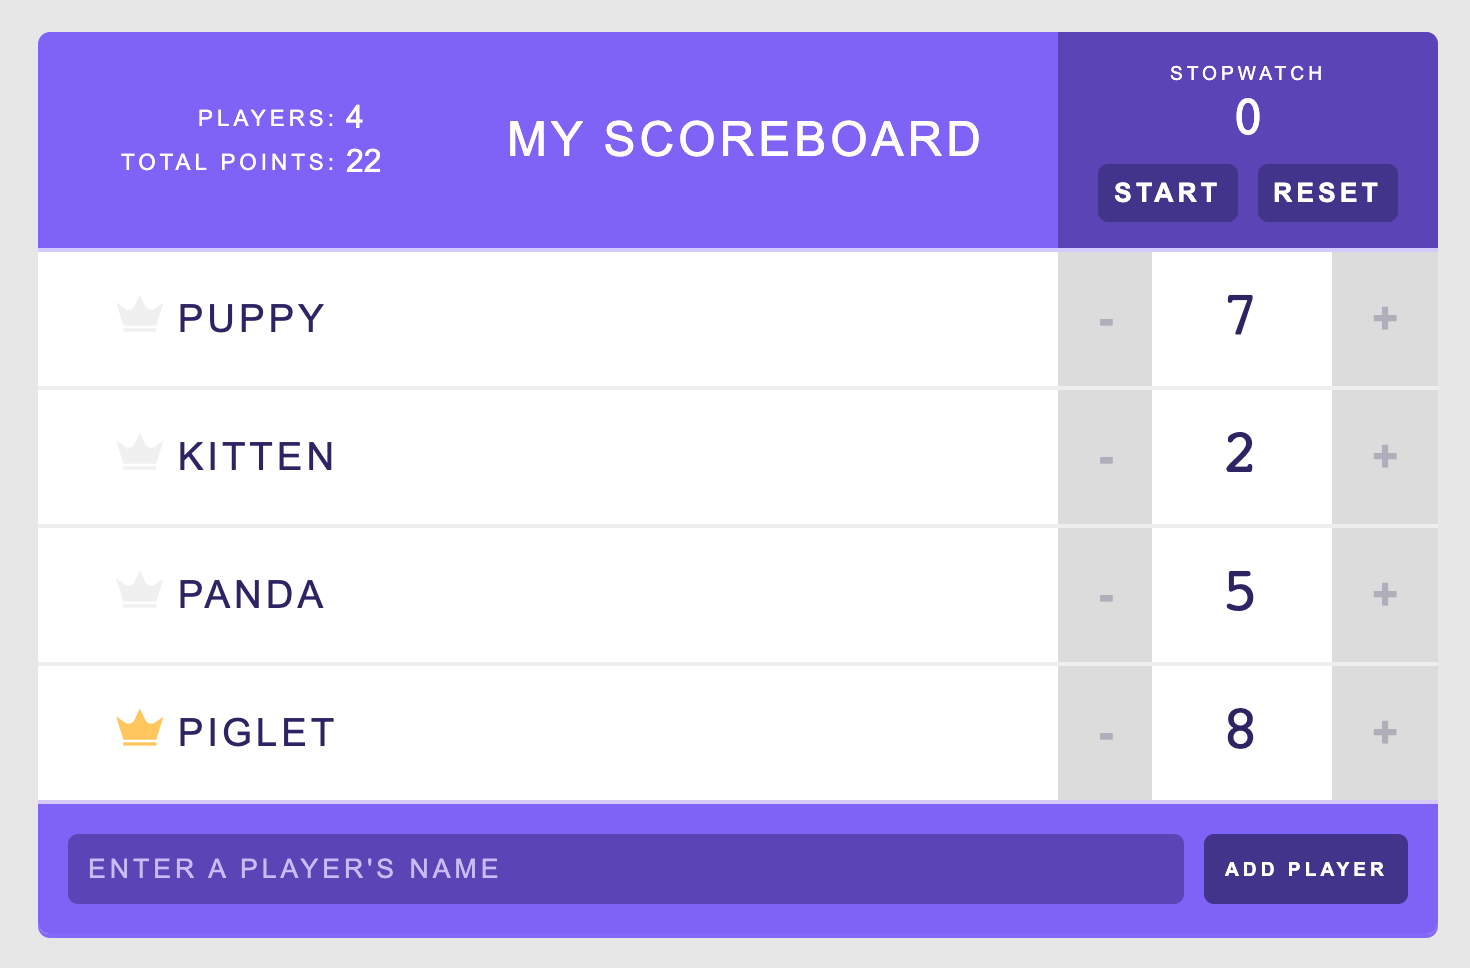 PLAYERS: 4
TOTAL POINTS: 22
MY SCOREBOARD
STOPWATCH
0
START RESET
PUPPY - 7 +
KITTEN - 2 +
PANDA - 5 +
PIGLET - 8 +
ENTER A PLAYER'S NAME ADD PLAYER